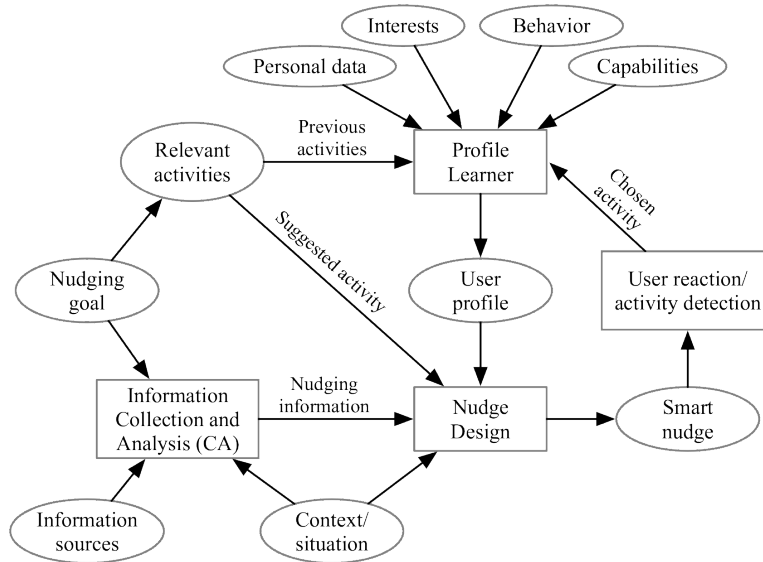 Interests
Behavior
Personal data
Capabilities
Previous
activities
Relevant
activities
Profile
Learner
Chosen
activity
Suggested activity
Nudging
goal
User
profile
User reaction/
activity detection
Information
Collection and
Analysis (CA)
Nudging
information
Nudge
Design
Smart
nudge
Information
sources
Context/
situation